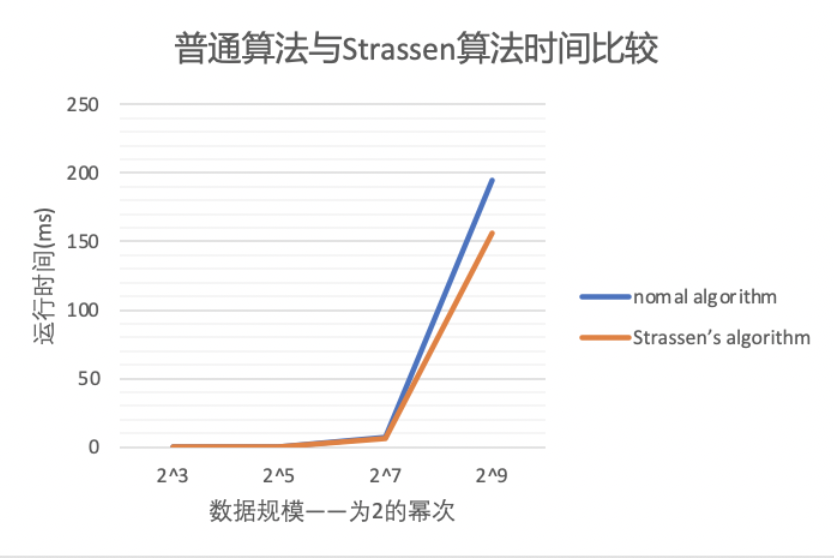 普通算法与Strassen算法时间比较
250
200
150
100
50
0
运行时间(ms)
2^3 2^5 2^7 2^9
数据规模——为2的幂次
nomal algorithm
Strassen's algorithm